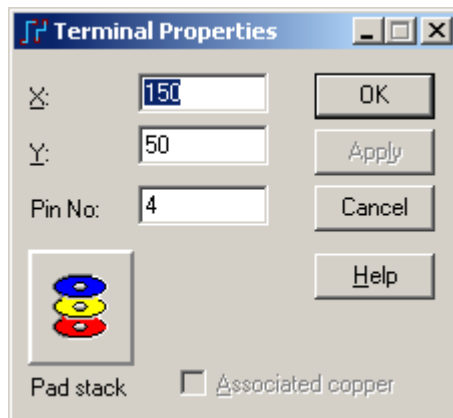 Terminal Properties
X: 150 OK
Y: 50 Apply
Pin No: 4 Cancel
Help
Pad stack Associated copper